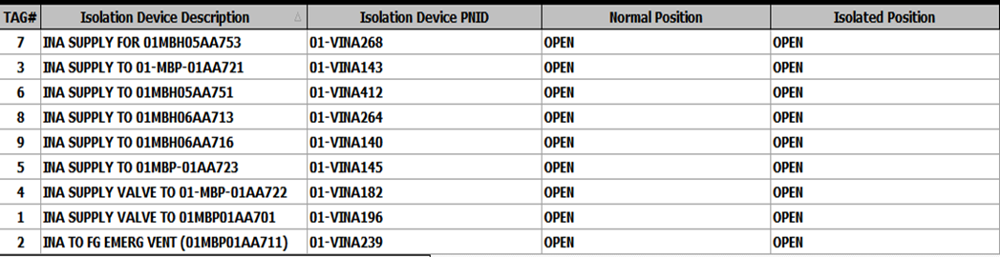 TAG# Isolation Device Description Isolation Device PNID Normal Position Isolated Position
7 INA SUPPLY FOR 01MBH05AA753 01-VINA268 OPEN OPEN
3 INA SUPPLY TO 01-MBP-01AA721 01-VINA143 OPEN OPEN
6 INA SUPPLY TO 01MBH05AA751 01-VINA412 OPEN OPEN
8 INA SUPPLY TO 01MBH06AA713 01-VINA264 OPEN OPEN
9 INA SUPPLY TO 01MBH06AA716 01-VINA140 OPEN OPEN
5 INA SUPPLY TO 01MBP-01AA723 01-VINA145 OPEN OPEN
4 INA SUPPLY VALVE TO 01-MBP-01AA722 01-VINA182 OPEN OPEN
1 INA SUPPLY VALVE TO 01MBP01AA701 01-VINA196 OPEN OPEN
2 INA TO FG EMERG VENT (01MBP01AA711) 01-VINA239 OPEN OPEN